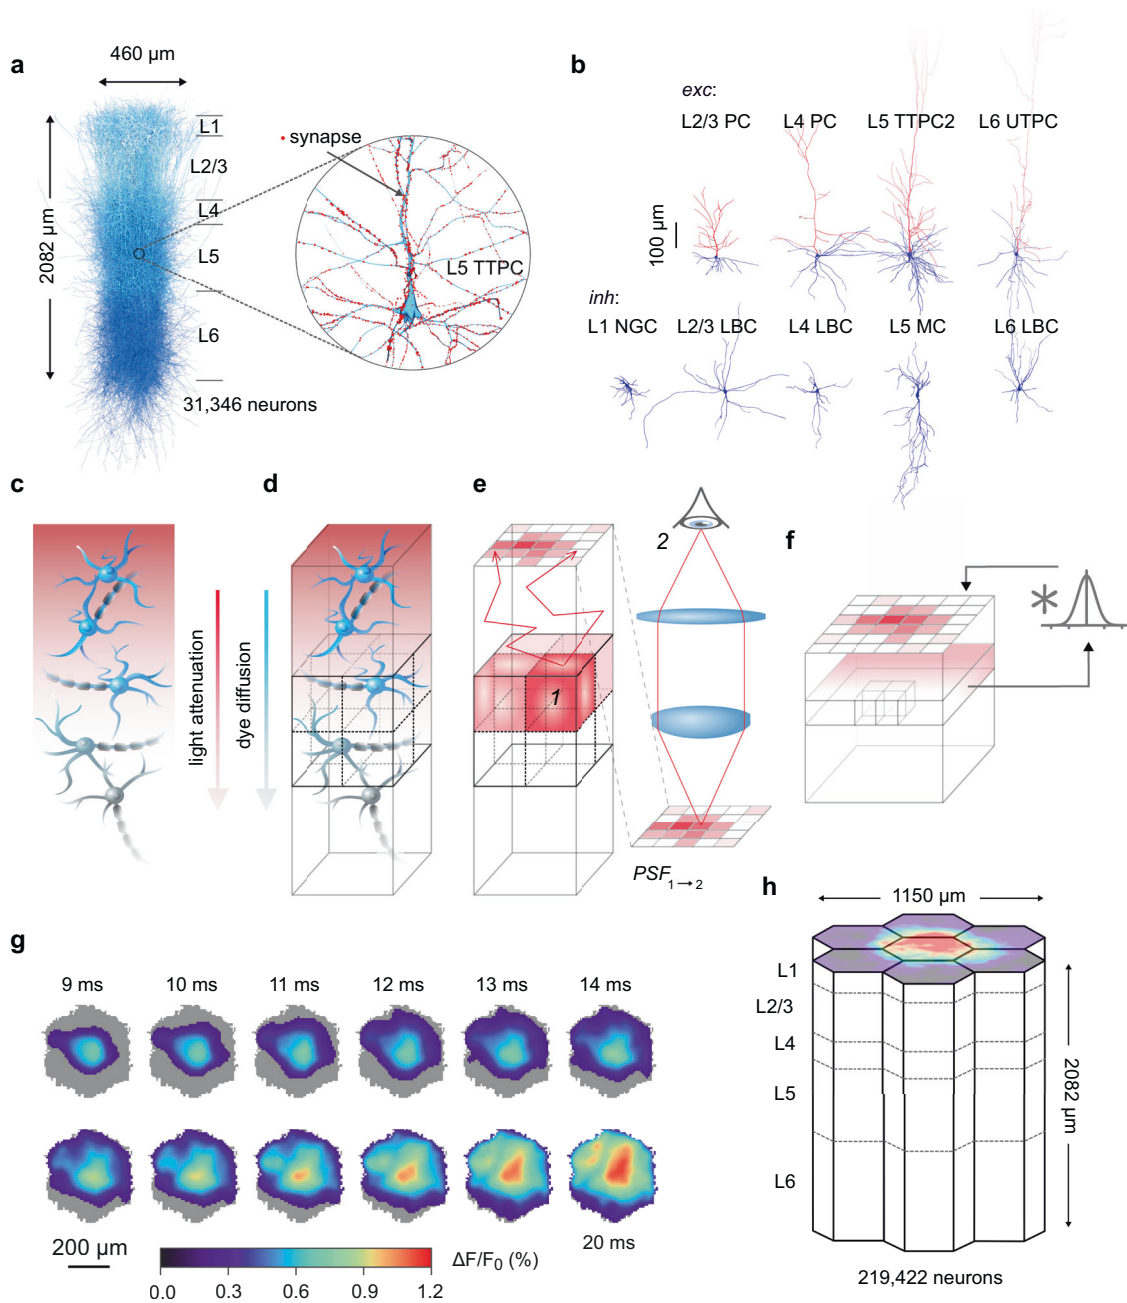 a
460 µm
2082 µm
L1
L2/3
L4
L5
L6
31,346 neurons
synapse
L5 TTPC
b
exc:
L2/3 PC
L4 PC
L5 TTPC2
L6 UTPC
100 µm
inh:
L1 NGC
L2/3 LBC
L4 LBC
L5 MC
L6 LBC
c
light attenuation
dye diffusion
d
e
1
2
PSF1→2
f
g
9 ms
10 ms
11 ms
12 ms
13 ms
14 ms
20 ms
200 µm
ΔF/F0 (%)
0.0
0.3
0.6
0.9
1.2
h
1150 µm
L1
L2/3
L4
L5
L6
2082 µm
219,422 neurons